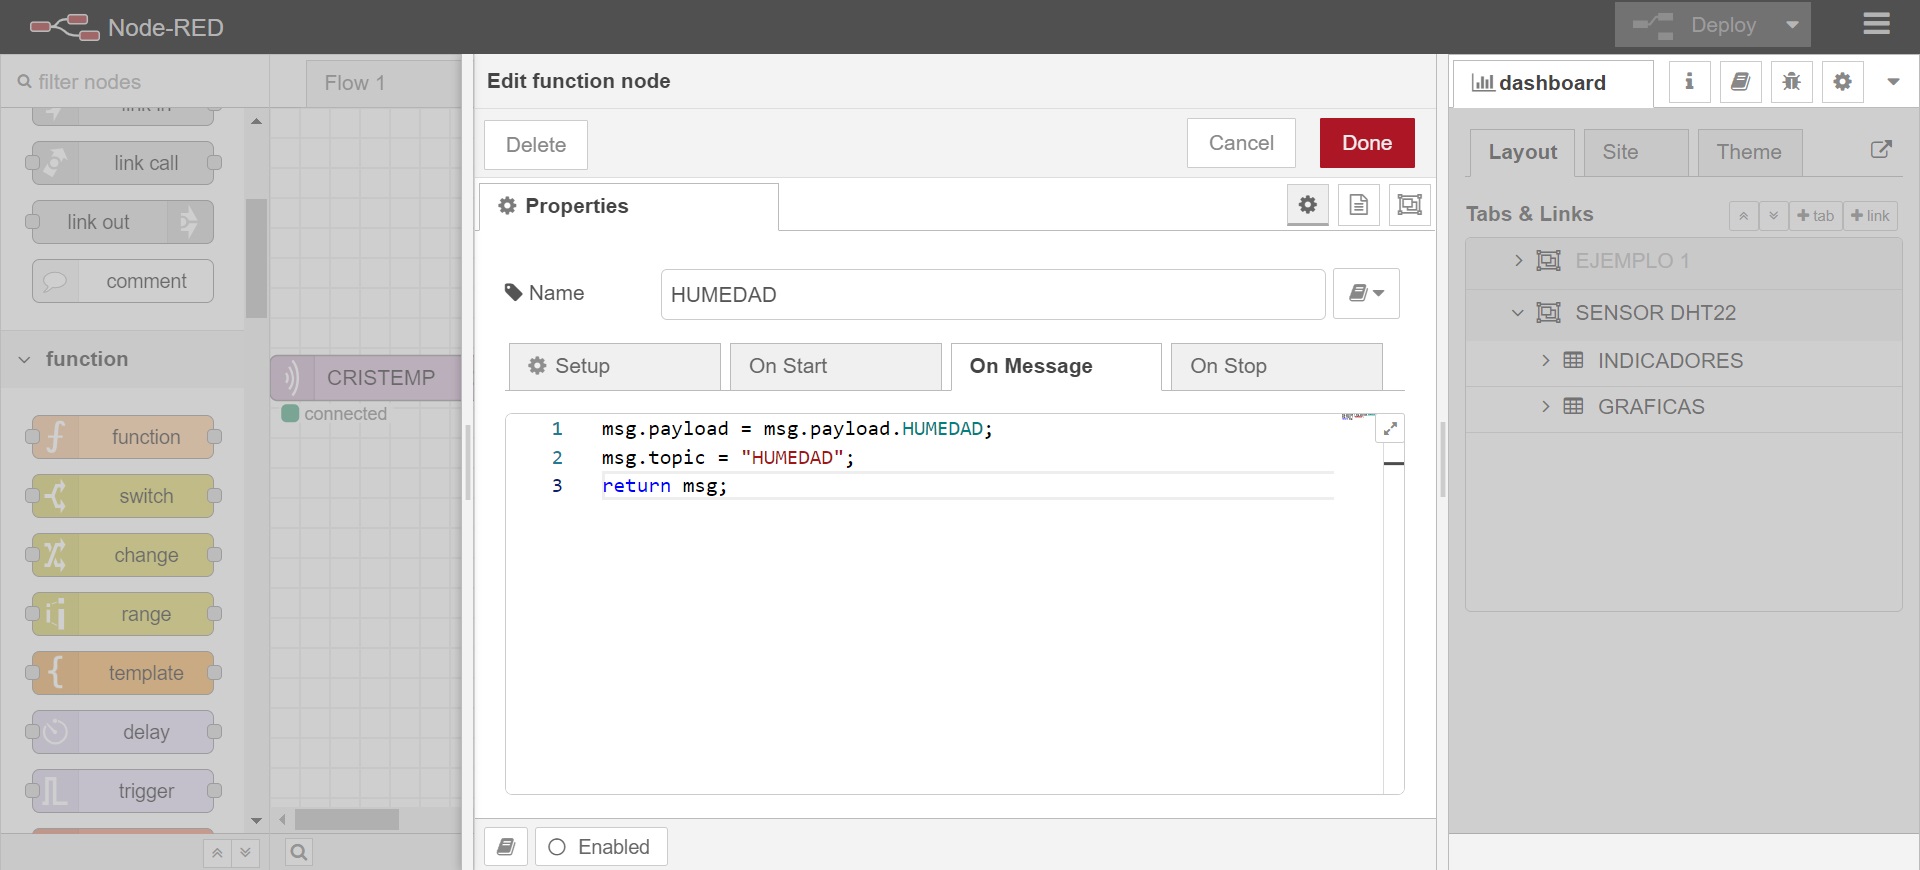 Node-RED
Deploy
filter nodes
Flow 1
link call
link out
comment
function
function
switch
change
range
template
delay
trigger
CRISTEMP
connected
Edit function node
Delete
Cancel
Done
Properties
Name
HUMEDAD
Setup
On Start
On Message
On Stop
1 msg.payload = msg.payload.HUMEDAD;
2 msg.topic = "HUMEDAD";
3 return msg;
Enabled
dashboard
Layout
Site
Theme
Tabs & Links
tab
link
EJEMPLO 1
SENSOR DHT22
INDICADORES
GRAFICAS